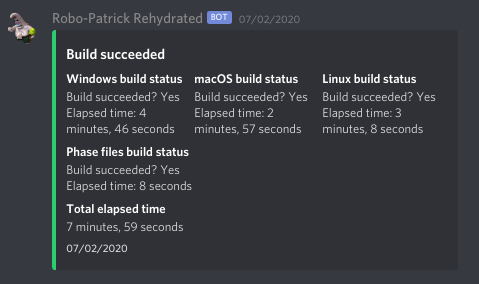 Robo-Patrick Rehydrated BOT 07/02/2020
Build succeeded
Windows build status
Build succeeded? Yes
Elapsed time: 4
minutes, 46 seconds
macOS build status
Build succeeded? Yes
Elapsed time: 2
minutes, 57 seconds
Linux build status
Build succeeded? Yes
Elapsed time: 3
minutes, 8 seconds
Phase files build status
Build succeeded? Yes
Elapsed time: 8 seconds
Total elapsed time
7 minutes, 59 seconds
07/02/2020